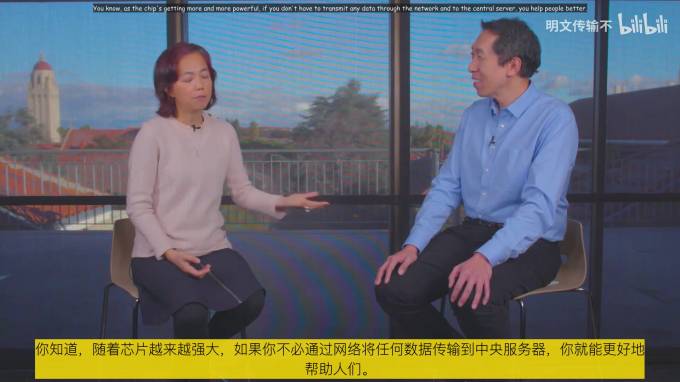 You know, as the chip's getting more and more powerful, if you don't have to transmit any data through the network and to the central server, you help people better.
明文传输不 bilibili
你知道，随着芯片越来越强大，如果你不必通过网络将任何数据传输到中央服务器，你就能更好地
帮助人们。